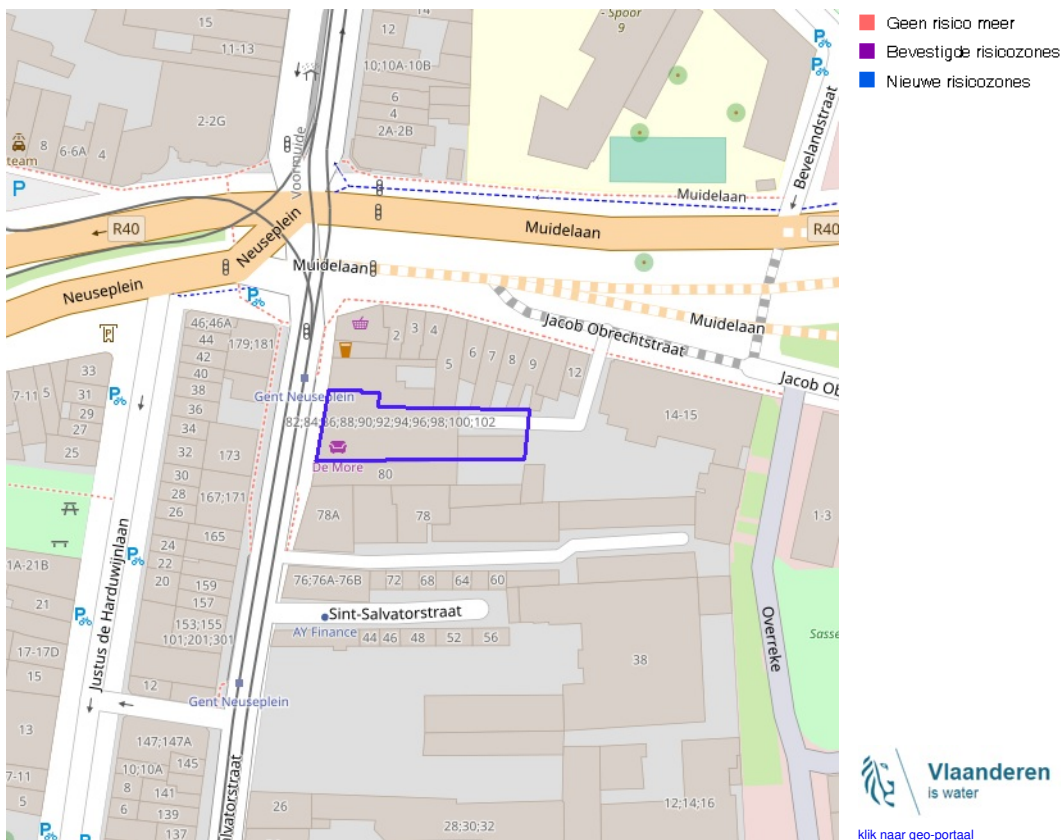 15
11-13
12
14
10;10A-10B
6
4
2A-2B
2-2G
8
6-6A
4
team
P
Voormuide
- Spoor
9
Bevelandstraat
Muidelaan
R40
Neuseplein
Muidelaan
R40
Neuseplein
Muidelaan
Muidelaan
Jacob Obrechtstraat
Jacob Ob
46;46A
44
179;181
42
40
38
36
34
32
173
30
28
167;171
26
165
24
22
20
159
157
153;155
101;201;301
12
33
7-11
5
31
29
27
25
2
3
4
5
6
7
8
9
12
14-15
Gent Neuseplein
82;84;86;88;90;92;94;96;98;100;102
De More
80
78A
78
1-3
76;76A-76B
72
68
64
60
Sint-Salvatorstraat
AY Finance
44
46
48
52
56
38
Overreke
Sasse
1A-21B
21
17-17D
15
13
7-11
5
Justus de Harduwijnlaan
Gent Neuseplein
147;147A
10;10A
145
8
141
6
139
137
lvatorstraat
26
28;30;32
12;14;16
Geen risico meer
Bevestigde risicozones
Nieuwe risicozones
Vlaanderen
is water
klik naar geo-portaal